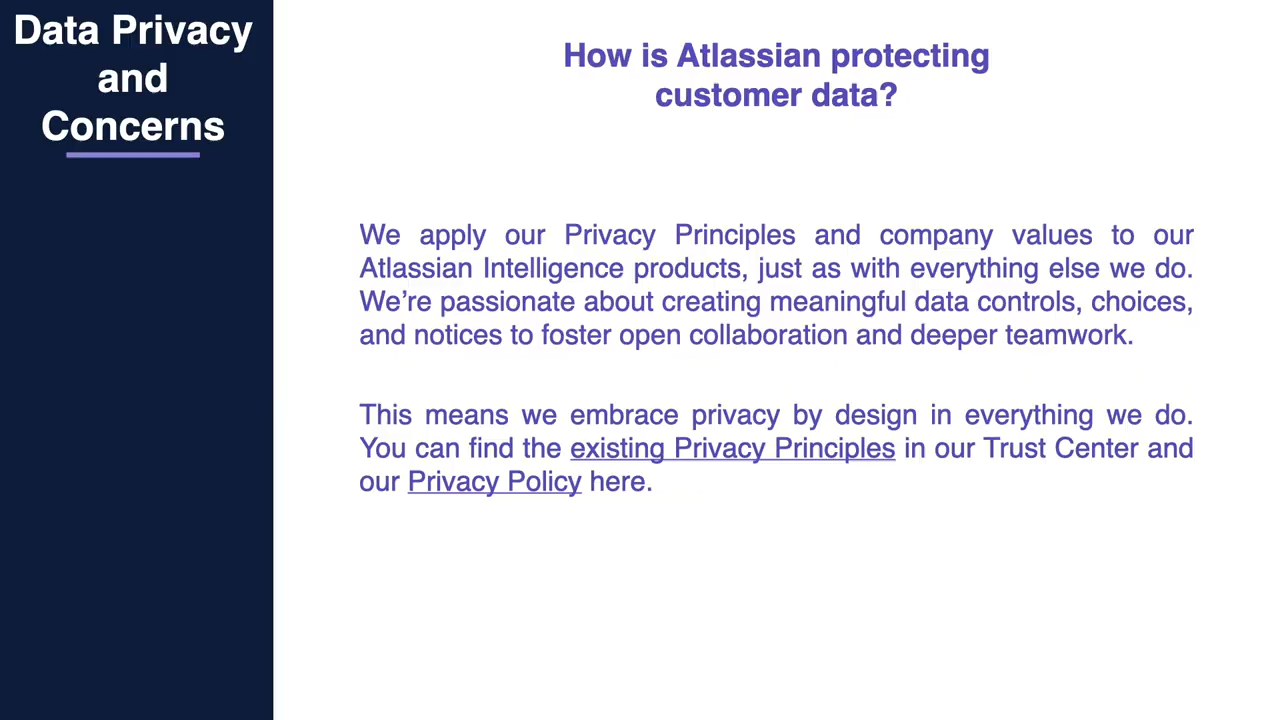 Data Privacy
and
Concerns
How is Atlassian protecting
customer data?
We apply our Privacy Principles and company values to our
Atlassian Intelligence products, just as with everything else we do.
We’re passionate about creating meaningful data controls, choices,
and notices to foster open collaboration and deeper teamwork.
This means we embrace privacy by design in everything we do.
You can find the existing Privacy Principles in our Trust Center and
our Privacy Policy here.